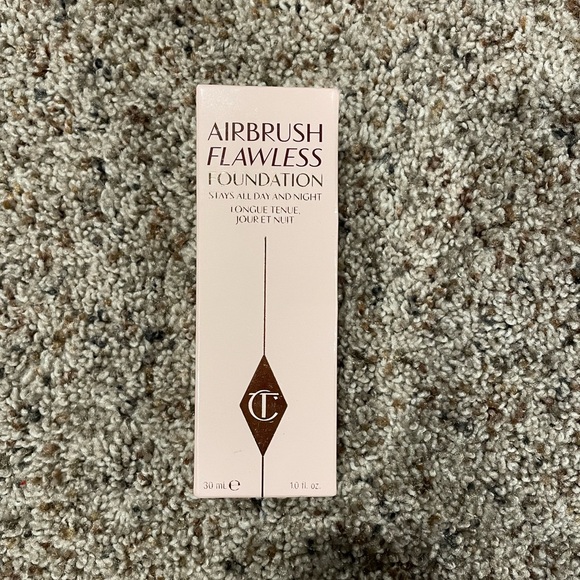 AIRBRUSH
FLAWLESS
FOUNDATION
STAYS ALL DAY AND NIGHT
LONGUE TENUE,
JOUR ET NUIT
CT
30 mL ℮ 1.0 fl. oz.